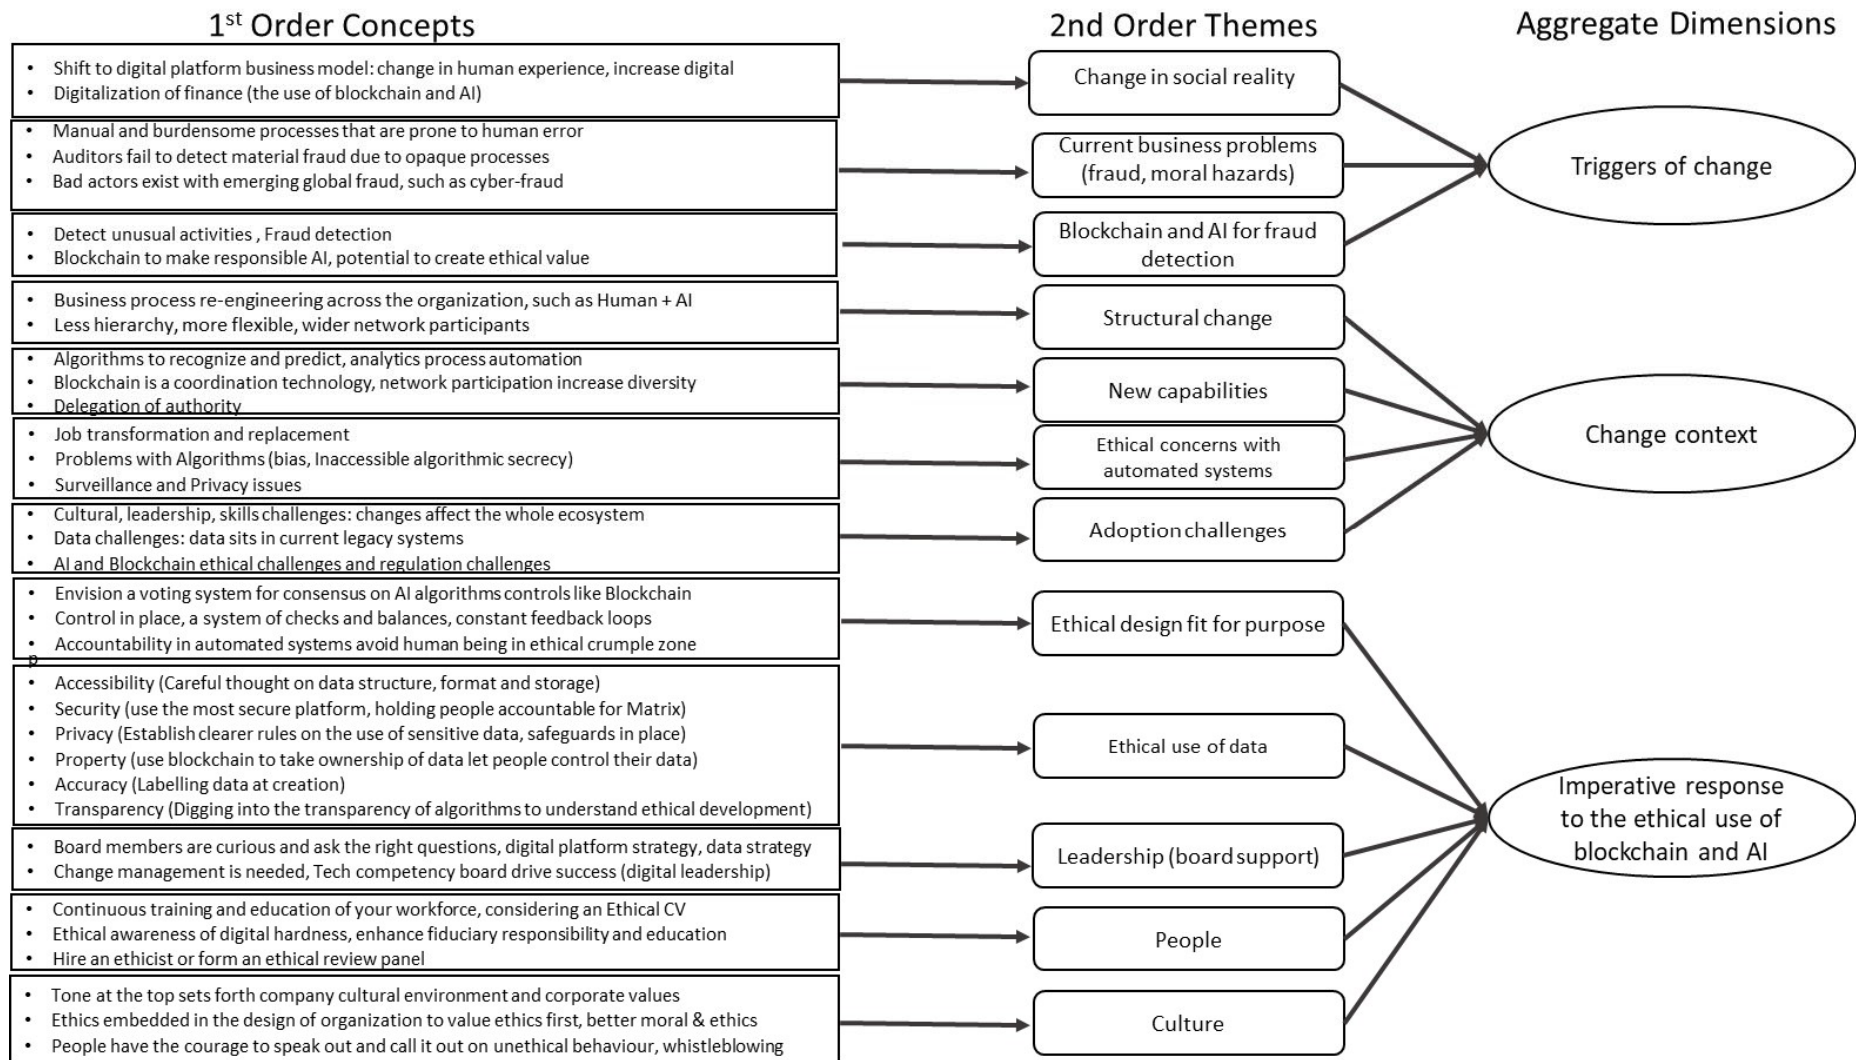 1st Order Concepts
2nd Order Themes
Aggregate Dimensions
• Shift to digital platform business model: change in human experience, increase digital
• Digitalization of finance (the use of blockchain and AI)
Change in social reality
• Manual and burdensome processes that are prone to human error
• Auditors fail to detect material fraud due to opaque processes
• Bad actors exist with emerging global fraud, such as cyber-fraud
Current business problems
(fraud, moral hazards)
Triggers of change
• Detect unusual activities , Fraud detection
• Blockchain to make responsible AI, potential to create ethical value
Blockchain and AI for fraud
detection
• Business process re-engineering across the organization, such as Human + AI
• Less hierarchy, more flexible, wider network participants
Structural change
• Algorithms to recognize and predict, analytics process automation
• Blockchain is a coordination technology, network participation increase diversity
• Delegation of authority
New capabilities
• Job transformation and replacement
• Problems with Algorithms (bias, Inaccessible algorithmic secrecy)
• Surveillance and Privacy issues
Ethical concerns with
automated systems
Change context
• Cultural, leadership, skills challenges: changes affect the whole ecosystem
• Data challenges: data sits in current legacy systems
• AI and Blockchain ethical challenges and regulation challenges
Adoption challenges
• Envision a voting system for consensus on AI algorithms controls like Blockchain
• Control in place, a system of checks and balances, constant feedback loops
• Accountability in automated systems avoid human being in ethical crumple zone
p
Ethical design fit for purpose
• Accessibility (Careful thought on data structure, format and storage)
• Security (use the most secure platform, holding people accountable for Matrix)
• Privacy (Establish clearer rules on the use of sensitive data, safeguards in place)
• Property (use blockchain to take ownership of data let people control their data)
• Accuracy (Labelling data at creation)
• Transparency (Digging into the transparency of algorithms to understand ethical development)
Ethical use of data
Imperative response
to the ethical use of
blockchain and AI
• Board members are curious and ask the right questions, digital platform strategy, data strategy
• Change management is needed, Tech competency board drive success (digital leadership)
Leadership (board support)
• Continuous training and education of your workforce, considering an Ethical CV
• Ethical awareness of digital hardness, enhance fiduciary responsibility and education
• Hire an ethicist or form an ethical review panel
People
• Tone at the top sets forth company cultural environment and corporate values
• Ethics embedded in the design of organization to value ethics first, better moral & ethics
• People have the courage to speak out and call it out on unethical behaviour, whistleblowing
Culture